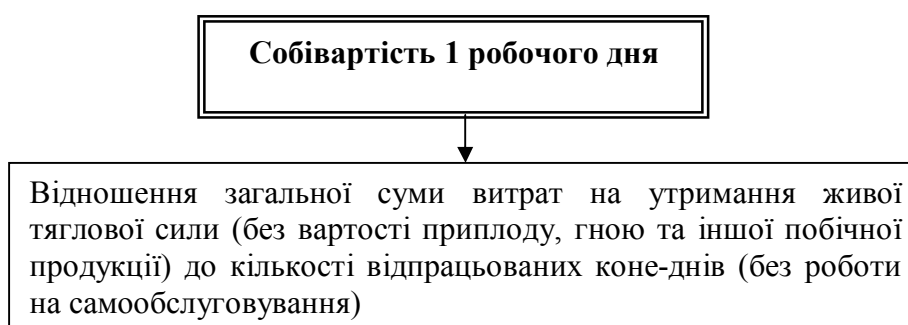 Собівартість 1 робочого дня
Відношення загальної суми витрат на утримання живої
тяглової сили (без вартості приплоду, гною та іншої побічної
продукції) до кількості відпрацьованих коне-днів (без роботи
на самообслуговування)